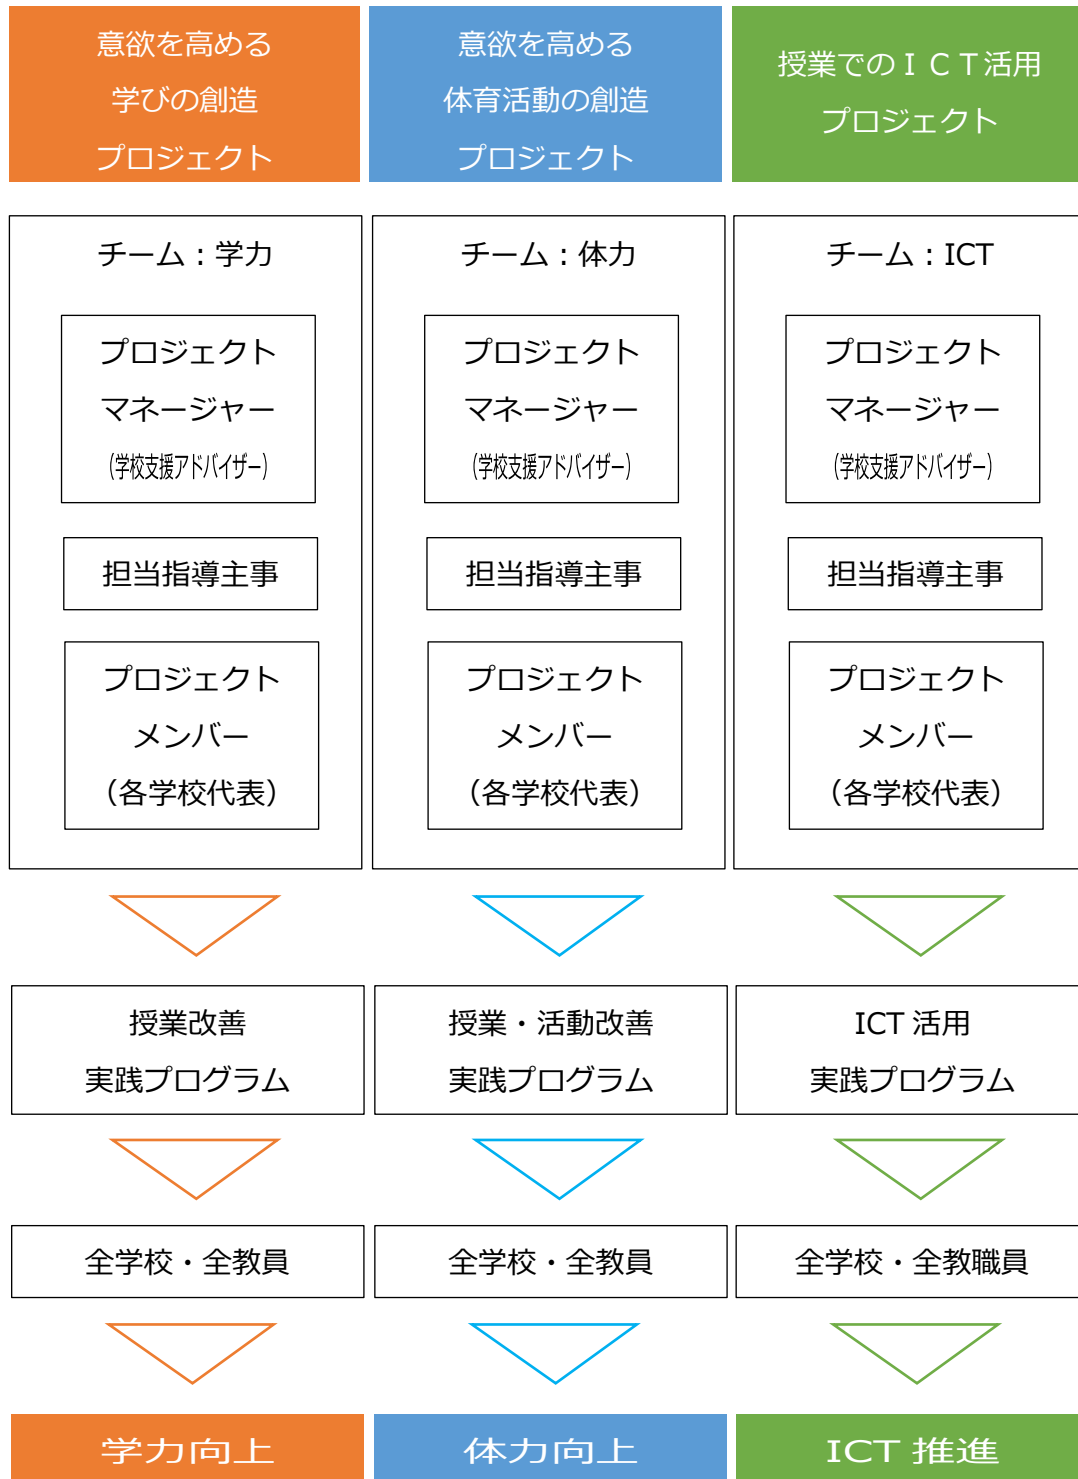 意欲を高める
学びの創造
プロジェクト
意欲を高める
体育活動の創造
プロジェクト
授業でのＩＣＴ活用
プロジェクト
チーム：学力
プロジェクト
マネージャー
(学校支援アドバイザー)
担当指導主事
プロジェクト
メンバー
（各学校代表）
チーム：体力
プロジェクト
マネージャー
(学校支援アドバイザー)
担当指導主事
プロジェクト
メンバー
（各学校代表）
チーム：ICT
プロジェクト
マネージャー
(学校支援アドバイザー)
担当指導主事
プロジェクト
メンバー
（各学校代表）
授業改善
実践プログラム
授業・活動改善
実践プログラム
ICT 活用
実践プログラム
全学校・全教員
全学校・全教員
全学校・全教職員
学力向上
体力向上
ICT 推進